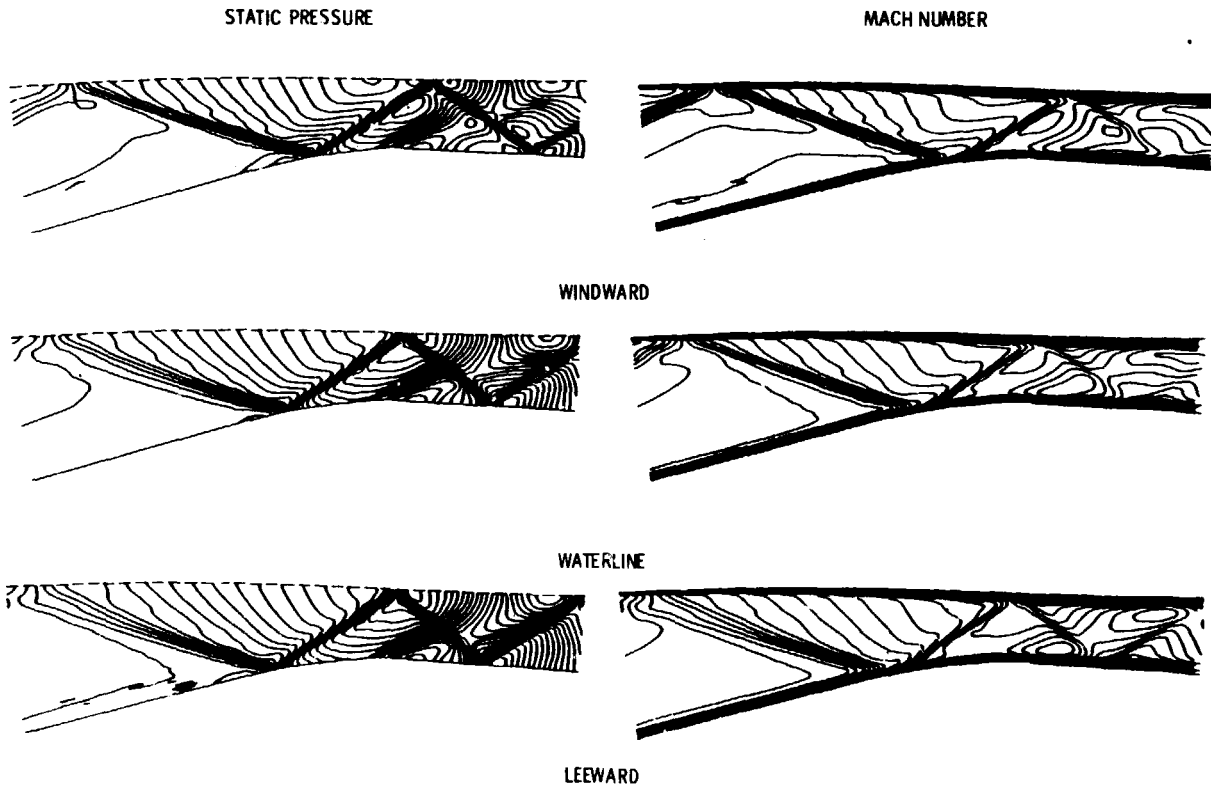 STATIC PRESSURE
MACH NUMBER
WINDWARD
WATERLINE
LEEWARD